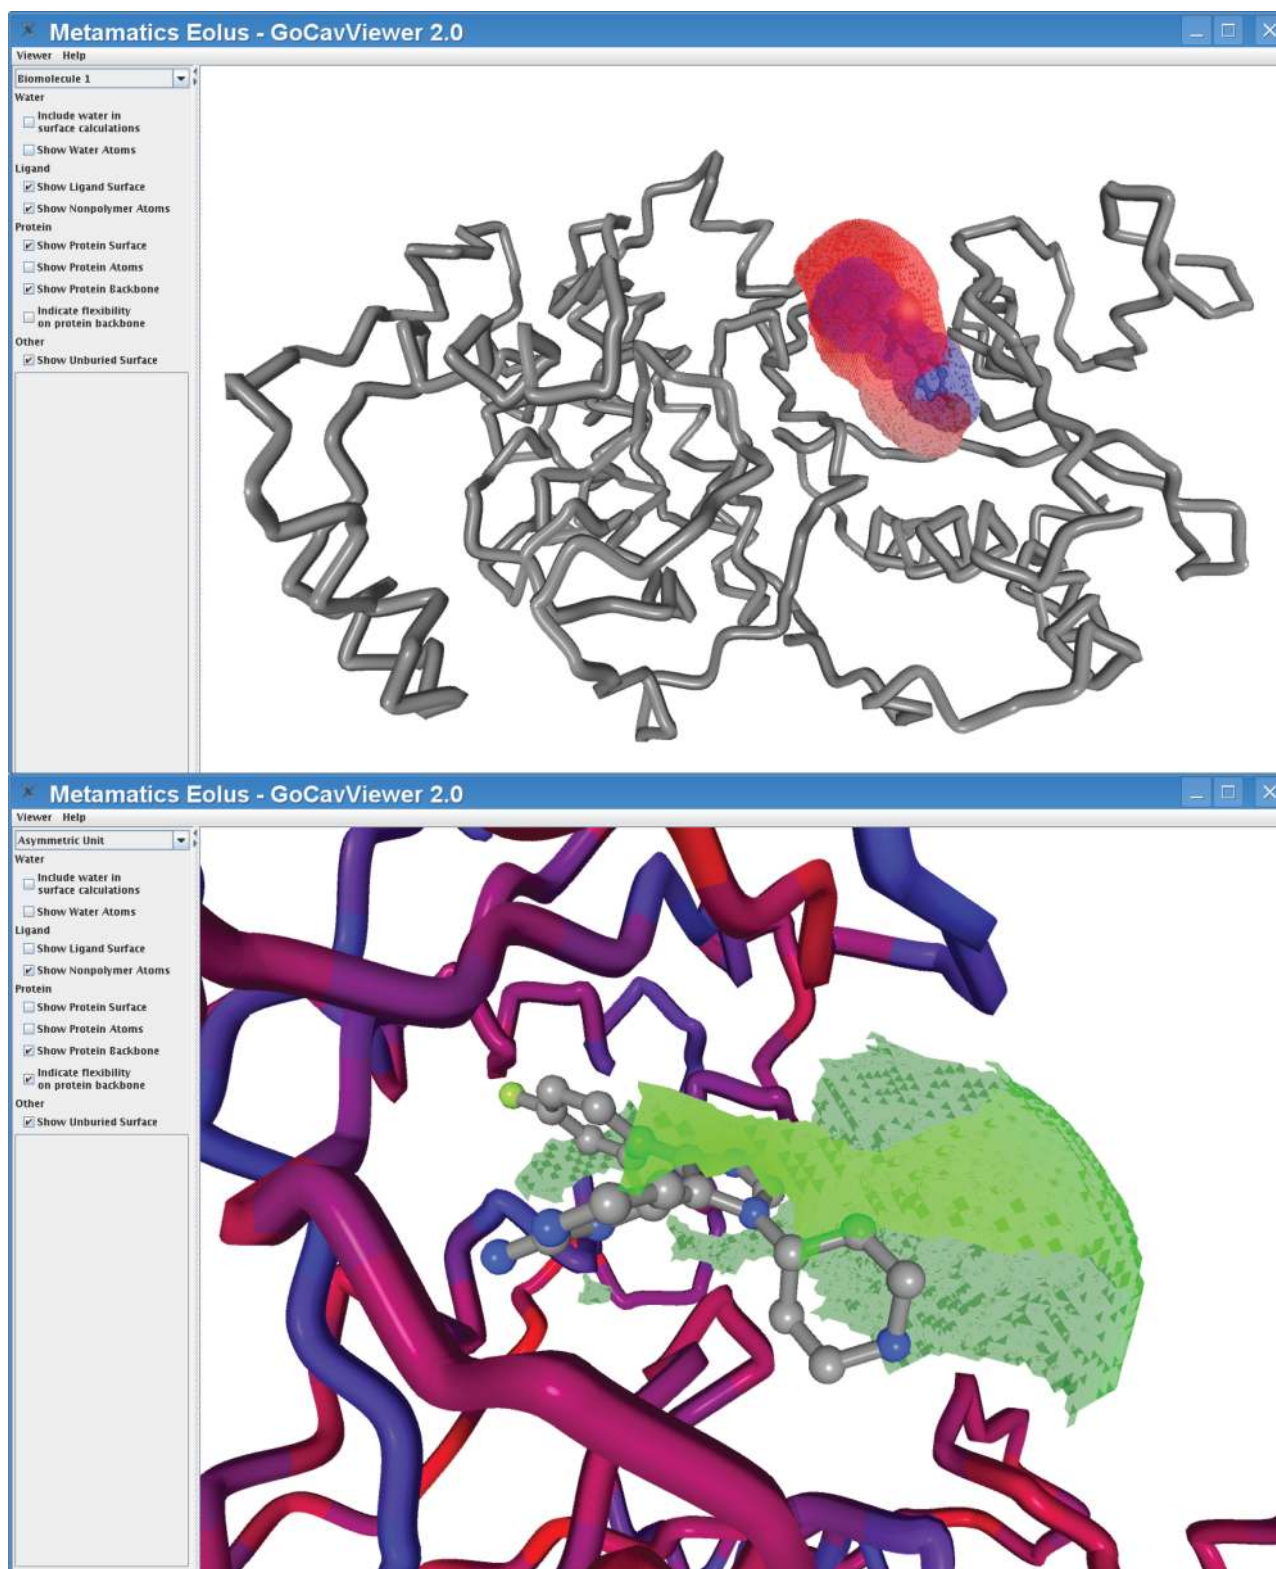 Metamatics Eolus - GoCavViewer 2.0
Viewer Help
Biomolecule 1
Water
Include water in
surface calculations
Show Water Atoms
Ligand
Show Ligand Surface
Show Nonpolymer Atoms
Protein
Show Protein Surface
Show Protein Atoms
Show Protein Backbone
Indicate flexibility
on protein backbone
Other
Show Unburied Surface
Metamatics Eolus - GoCavViewer 2.0
Viewer Help
Asymmetric Unit
Water
Include water in
surface calculations
Show Water Atoms
Ligand
Show Ligand Surface
Show Nonpolymer Atoms
Protein
Show Protein Surface
Show Protein Atoms
Show Protein Backbone
Indicate flexibility
on protein backbone
Other
Show Unburied Surface